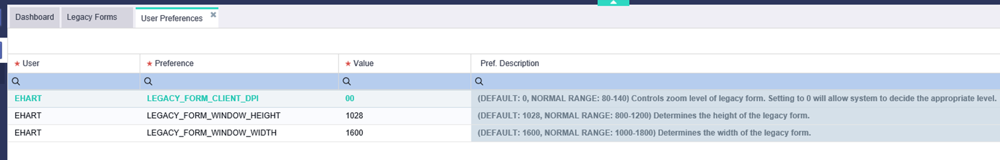 Dashboard Legacy Forms User Preferences
★ User ★ Preference ★ Value Pref. Description
EHART LEGACY_FORM_CLIENT_DPI 00 (DEFAULT: 0, NORMAL RANGE: 80-140) Controls zoom level of legacy form. Setting to 0 will allow system to decide the appropriate level.
EHART LEGACY_FORM_WINDOW_HEIGHT 1028 (DEFAULT: 1028, NORMAL RANGE: 800-1200) Determines the height of the legacy form.
EHART LEGACY_FORM_WINDOW_WIDTH 1600 (DEFAULT: 1600, NORMAL RANGE: 1000-1800) Determines the width of the legacy form.